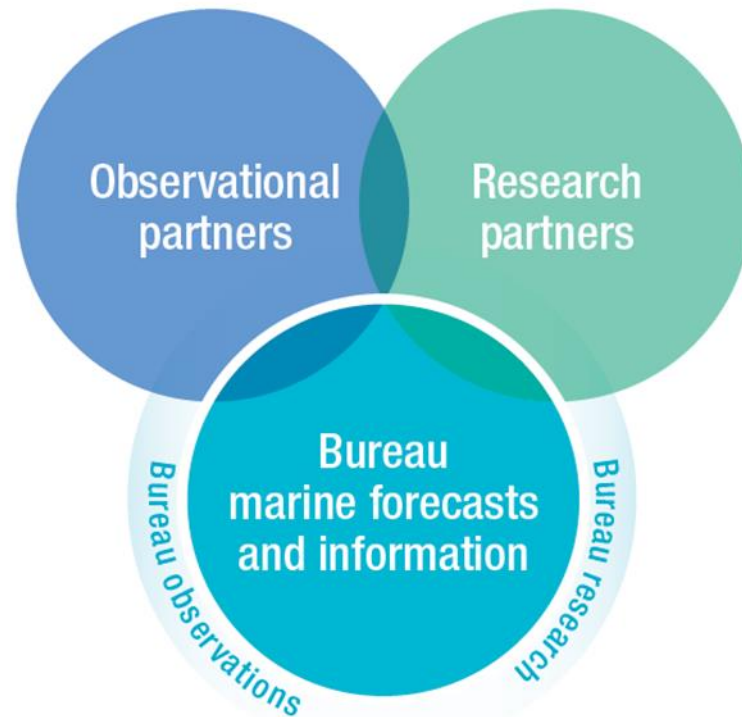 Observational
partners
Research
partners
Bureau
marine forecasts
and information
Bureau observations
Bureau research